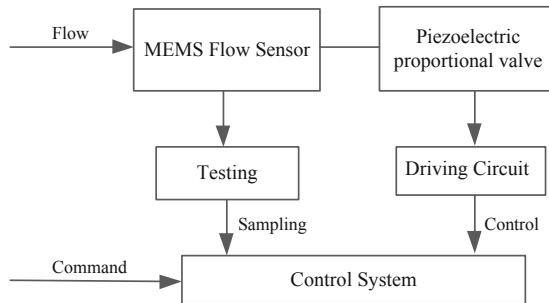 Flow
MEMS Flow Sensor
Piezoelectric
proportional valve
Testing
Driving Circuit
Sampling
Control
Command
Control System